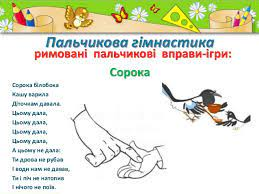 Пальчикова гімнастика
римовані пальчикові вправи-ігри:
Сорока
Сорока білобока
Кашу варила
Діточкам давала.
Цьому дала,
Цьому дала,
Цьому дала,
Цьому дала,
А цьому не дала:
Ти дрова не рубав
І води нам не давав,
Ти і піч не натопив
І нічого не поїв.